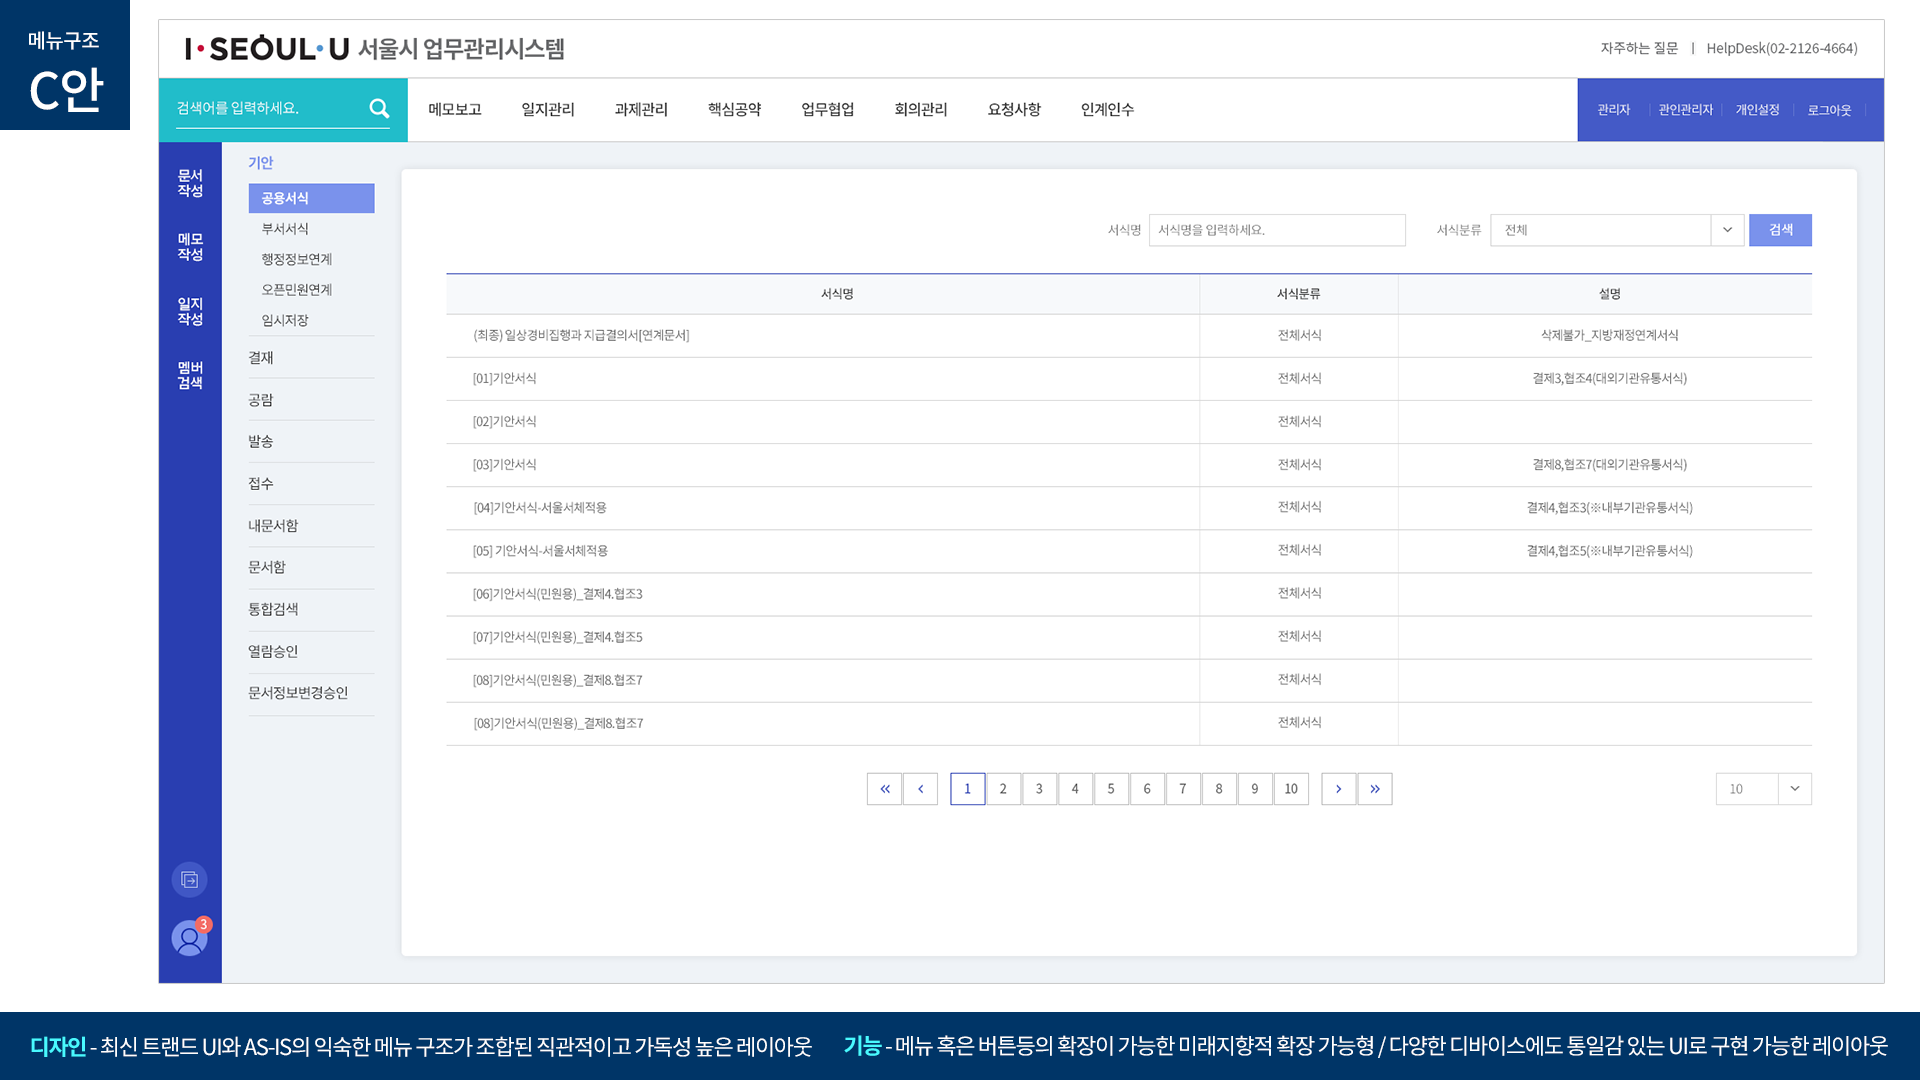 메뉴구조
C안
I·SEOUL·U 서울시 업무관리시스템
자주하는 질문 | HelpDesk(02-2126-4664)
검색어를 입력하세요.
메모보고 일지관리 과제관리 핵심공약 업무협업 회의관리 요청사항 인계인수
관리자 관인관리자 개인설정 로그아웃
문서
작성
메모
작성
일지
작성
멤버
검색
3
기안
공용서식
부서서식
행정정보연계
오픈민원연계
임시저장
결재
공람
발송
접수
내문서함
문서함
통합검색
열람승인
문서정보변경승인
서식명 서식명을 입력하세요. 서식분류 전체 검색
서식명 서식분류 설명
(최종) 일상경비집행과 지급결의서[연계문서] 전체서식 삭제불가_지방재정연계서식
[01]기안서식 전체서식 결제3,협조4(대외기관유통서식)
[02]기안서식 전체서식
[03]기안서식 전체서식 결제8,협조7(대외기관유통서식)
[04]기안서식-서울서체적용 전체서식 결제4,협조3(※내부기관유통서식)
[05] 기안서식-서울서체적용 전체서식 결제4,협조5(※내부기관유통서식)
[06]기안서식(민원용)_결제4.협조3 전체서식
[07]기안서식(민원용)_결제4.협조5 전체서식
[08]기안서식(민원용)_결제8.협조7 전체서식
[08]기안서식(민원용)_결제8.협조7 전체서식
« ‹ 1 2 3 4 5 6 7 8 9 10 › » 10
디자인 - 최신 트랜드 UI와 AS-IS의 익숙한 메뉴 구조가 조합된 직관적이고 가독성 높은 레이아웃 기능 - 메뉴 혹은 버튼등의 확장이 가능한 미래지향적 확장 가능형 / 다양한 디바이스에도 통일감 있는 UI로 구현 가능한 레이아웃